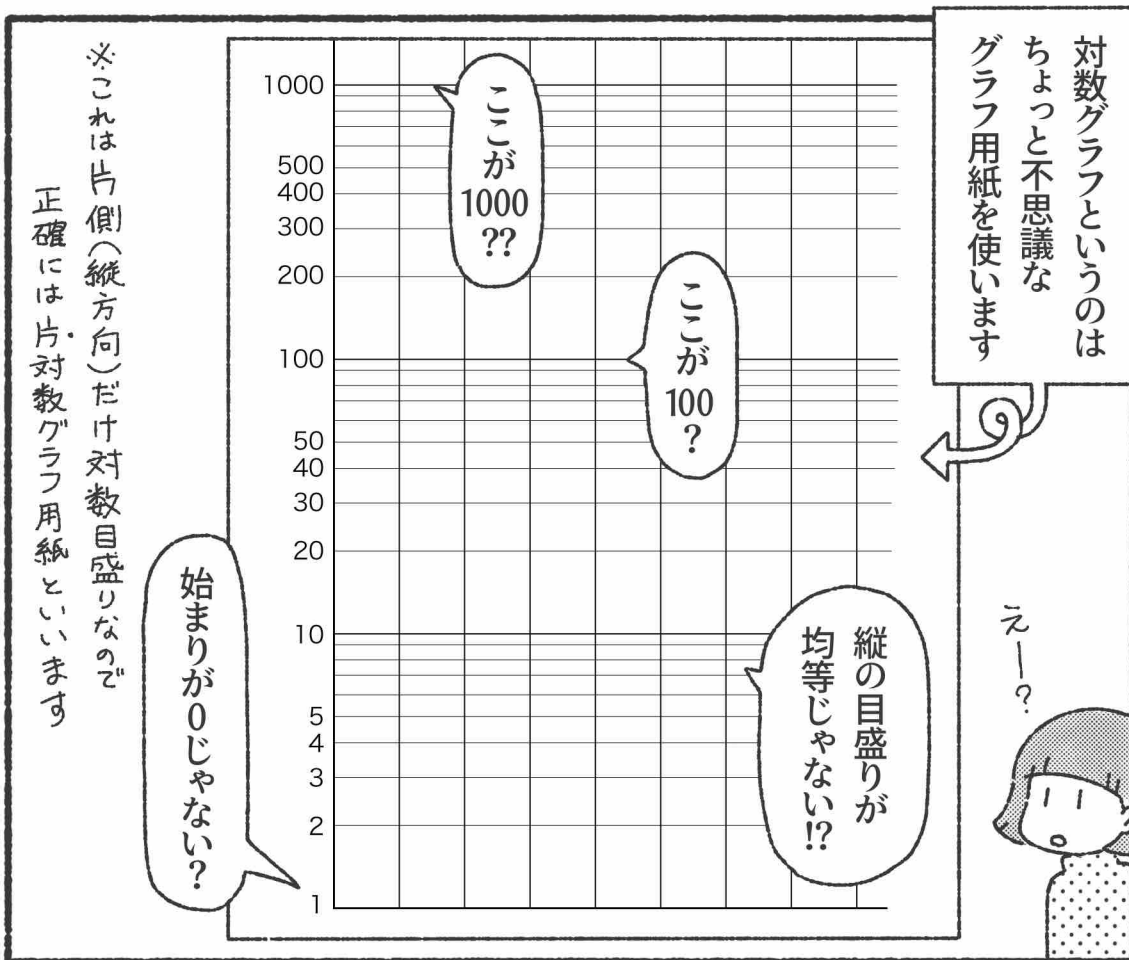 対数グラフというのは
ちょっと不思議な
グラフ用紙を使います
えー?
縦の目盛りが
均等じゃない!?
ここが
100
?
ここが
1000
??
始まりが0じゃない?
1000
500
400
300
200
100
50
40
30
20
10
5
4
3
2
1
※これは片側(縦方向)だけ対数目盛りなので
正確には片対数グラフ用紙といいます